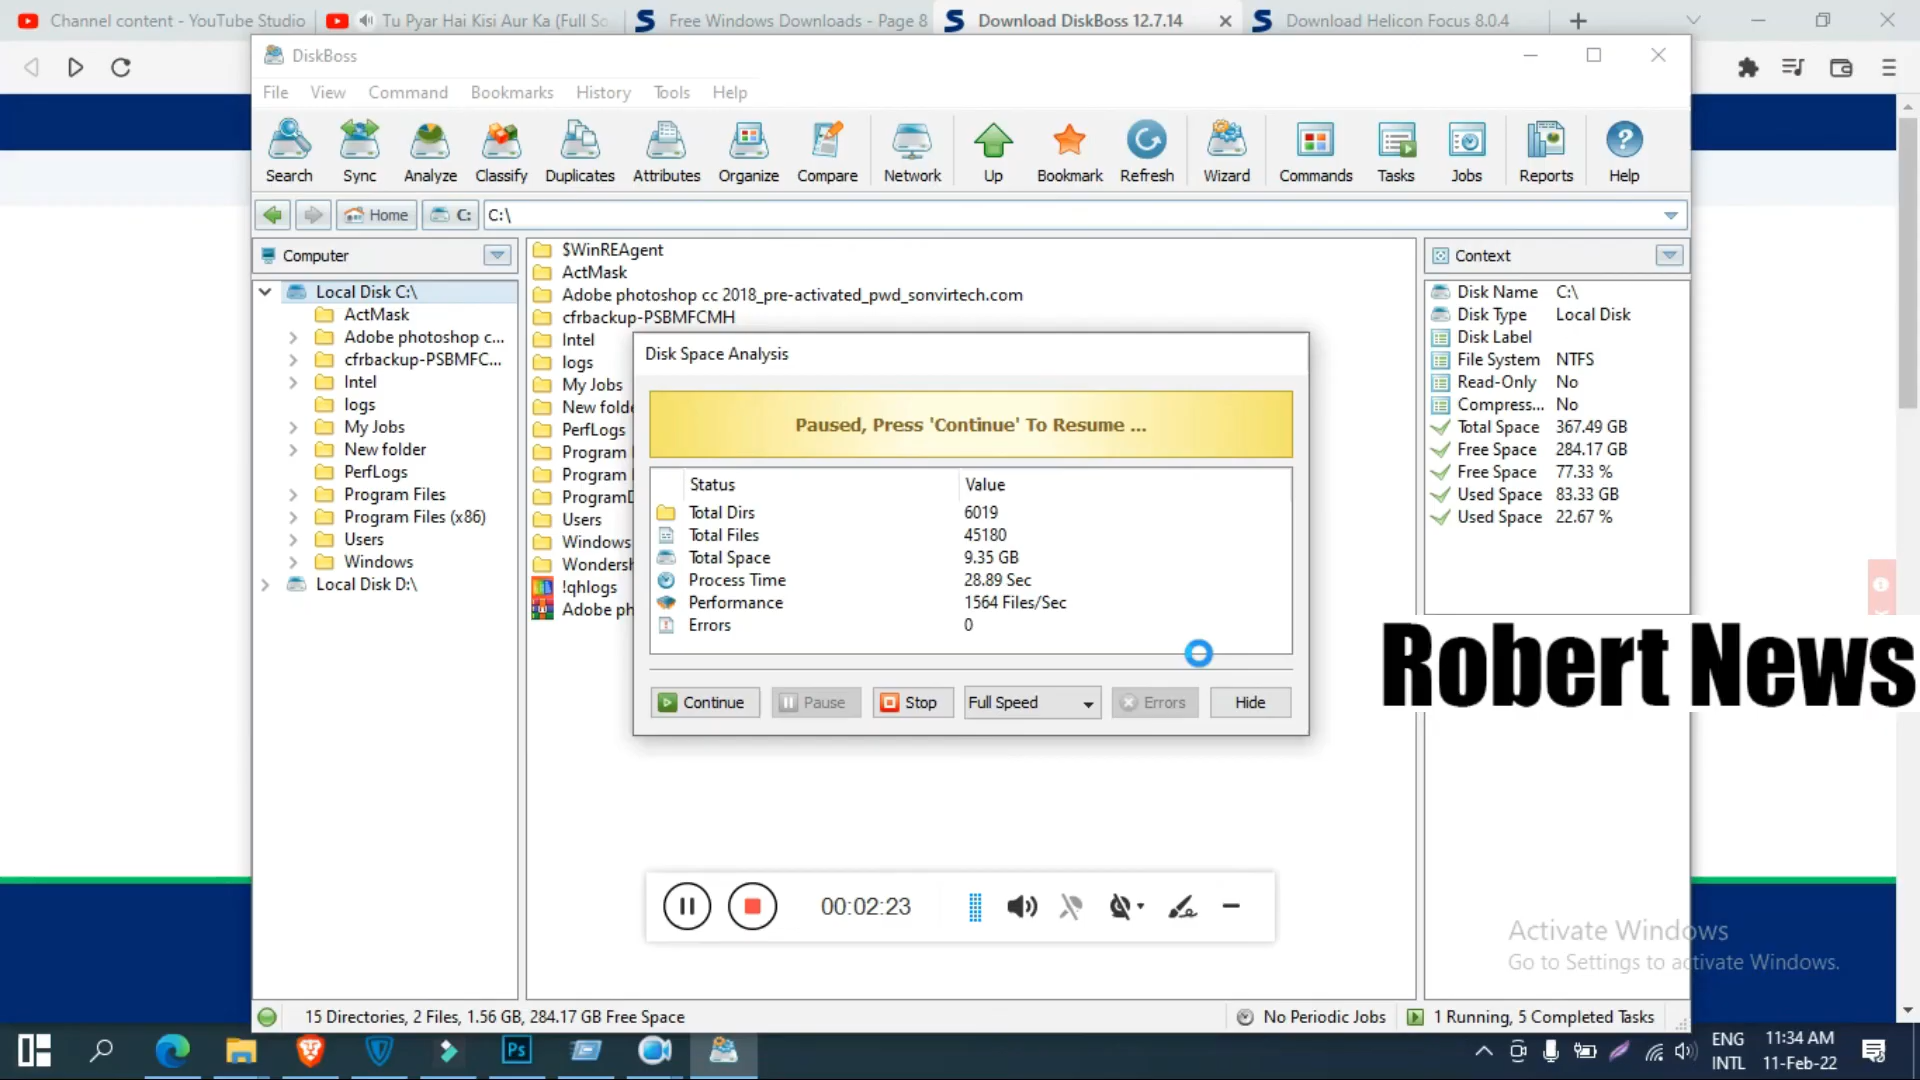 Channel content - YouTube Studio
Tu Pyar Hai Kisi Aur Ka (Full So
Free Windows Downloads - Page 8
Download DiskBoss 12.7.14
Download Helicon Focus 8.0.4
DiskBoss
File View Command Bookmarks History Tools Help
Search Sync Analyze Classify Duplicates Attributes Organize Compare Network Up Bookmark Refresh Wizard Commands Tasks Jobs Reports Help
Home C: C:\
Computer
Local Disk C:\
ActMask
Adobe photoshop c...
cfrbackup-PSBMFC...
Intel
logs
My Jobs
New folder
PerfLogs
Program Files
Program Files (x86)
Users
Windows
Local Disk D:\
$WinREAgent
ActMask
Adobe photoshop cc 2018_pre-activated_pwd_sonvirtech.com
cfrbackup-PSBMFCMH
Intel
logs
My Jobs
New folde
PerfLogs
Program
Program
ProgramD
Users
Windows
Wondersh
!qhlogs
Adobe ph
Disk Space Analysis
Paused, Press 'Continue' To Resume ...
Status Value
Total Dirs 6019
Total Files 45180
Total Space 9.35 GB
Process Time 28.89 Sec
Performance 1564 Files/Sec
Errors 0
Continue Pause Stop Full Speed Errors Hide
Context
Disk Name C:\
Disk Type Local Disk
Disk Label
File System NTFS
Read-Only No
Compress... No
Total Space 367.49 GB
Free Space 284.17 GB
Free Space 77.33 %
Used Space 83.33 GB
Used Space 22.67 %
Robert News
00:02:23
Activate Windows
Go to Settings to activate Windows.
15 Directories, 2 Files, 1.56 GB, 284.17 GB Free Space
No Periodic Jobs
1 Running, 5 Completed Tasks
Ps
ENG 11:34 AM
INTL 11-Feb-22